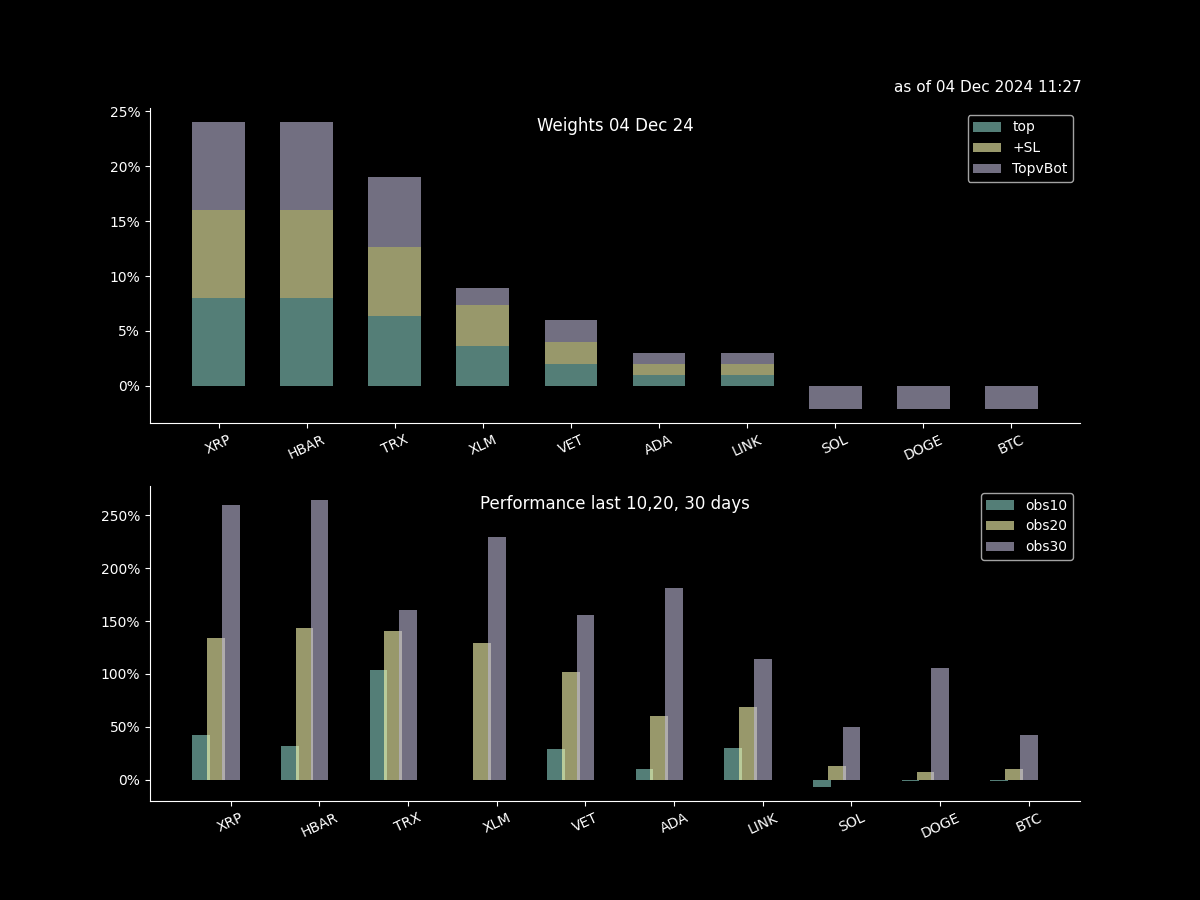 as of 04 Dec 2024 11:27
Weights 04 Dec 24
top
+SL
TopvBot
25%
20%
15%
10%
5%
0%
XRP HBAR TRX XLM VET ADA LINK SOL DOGE BTC
Performance last 10,20, 30 days
obs10
obs20
obs30
250%
200%
150%
100%
50%
0%
XRP HBAR TRX XLM VET ADA LINK SOL DOGE BTC